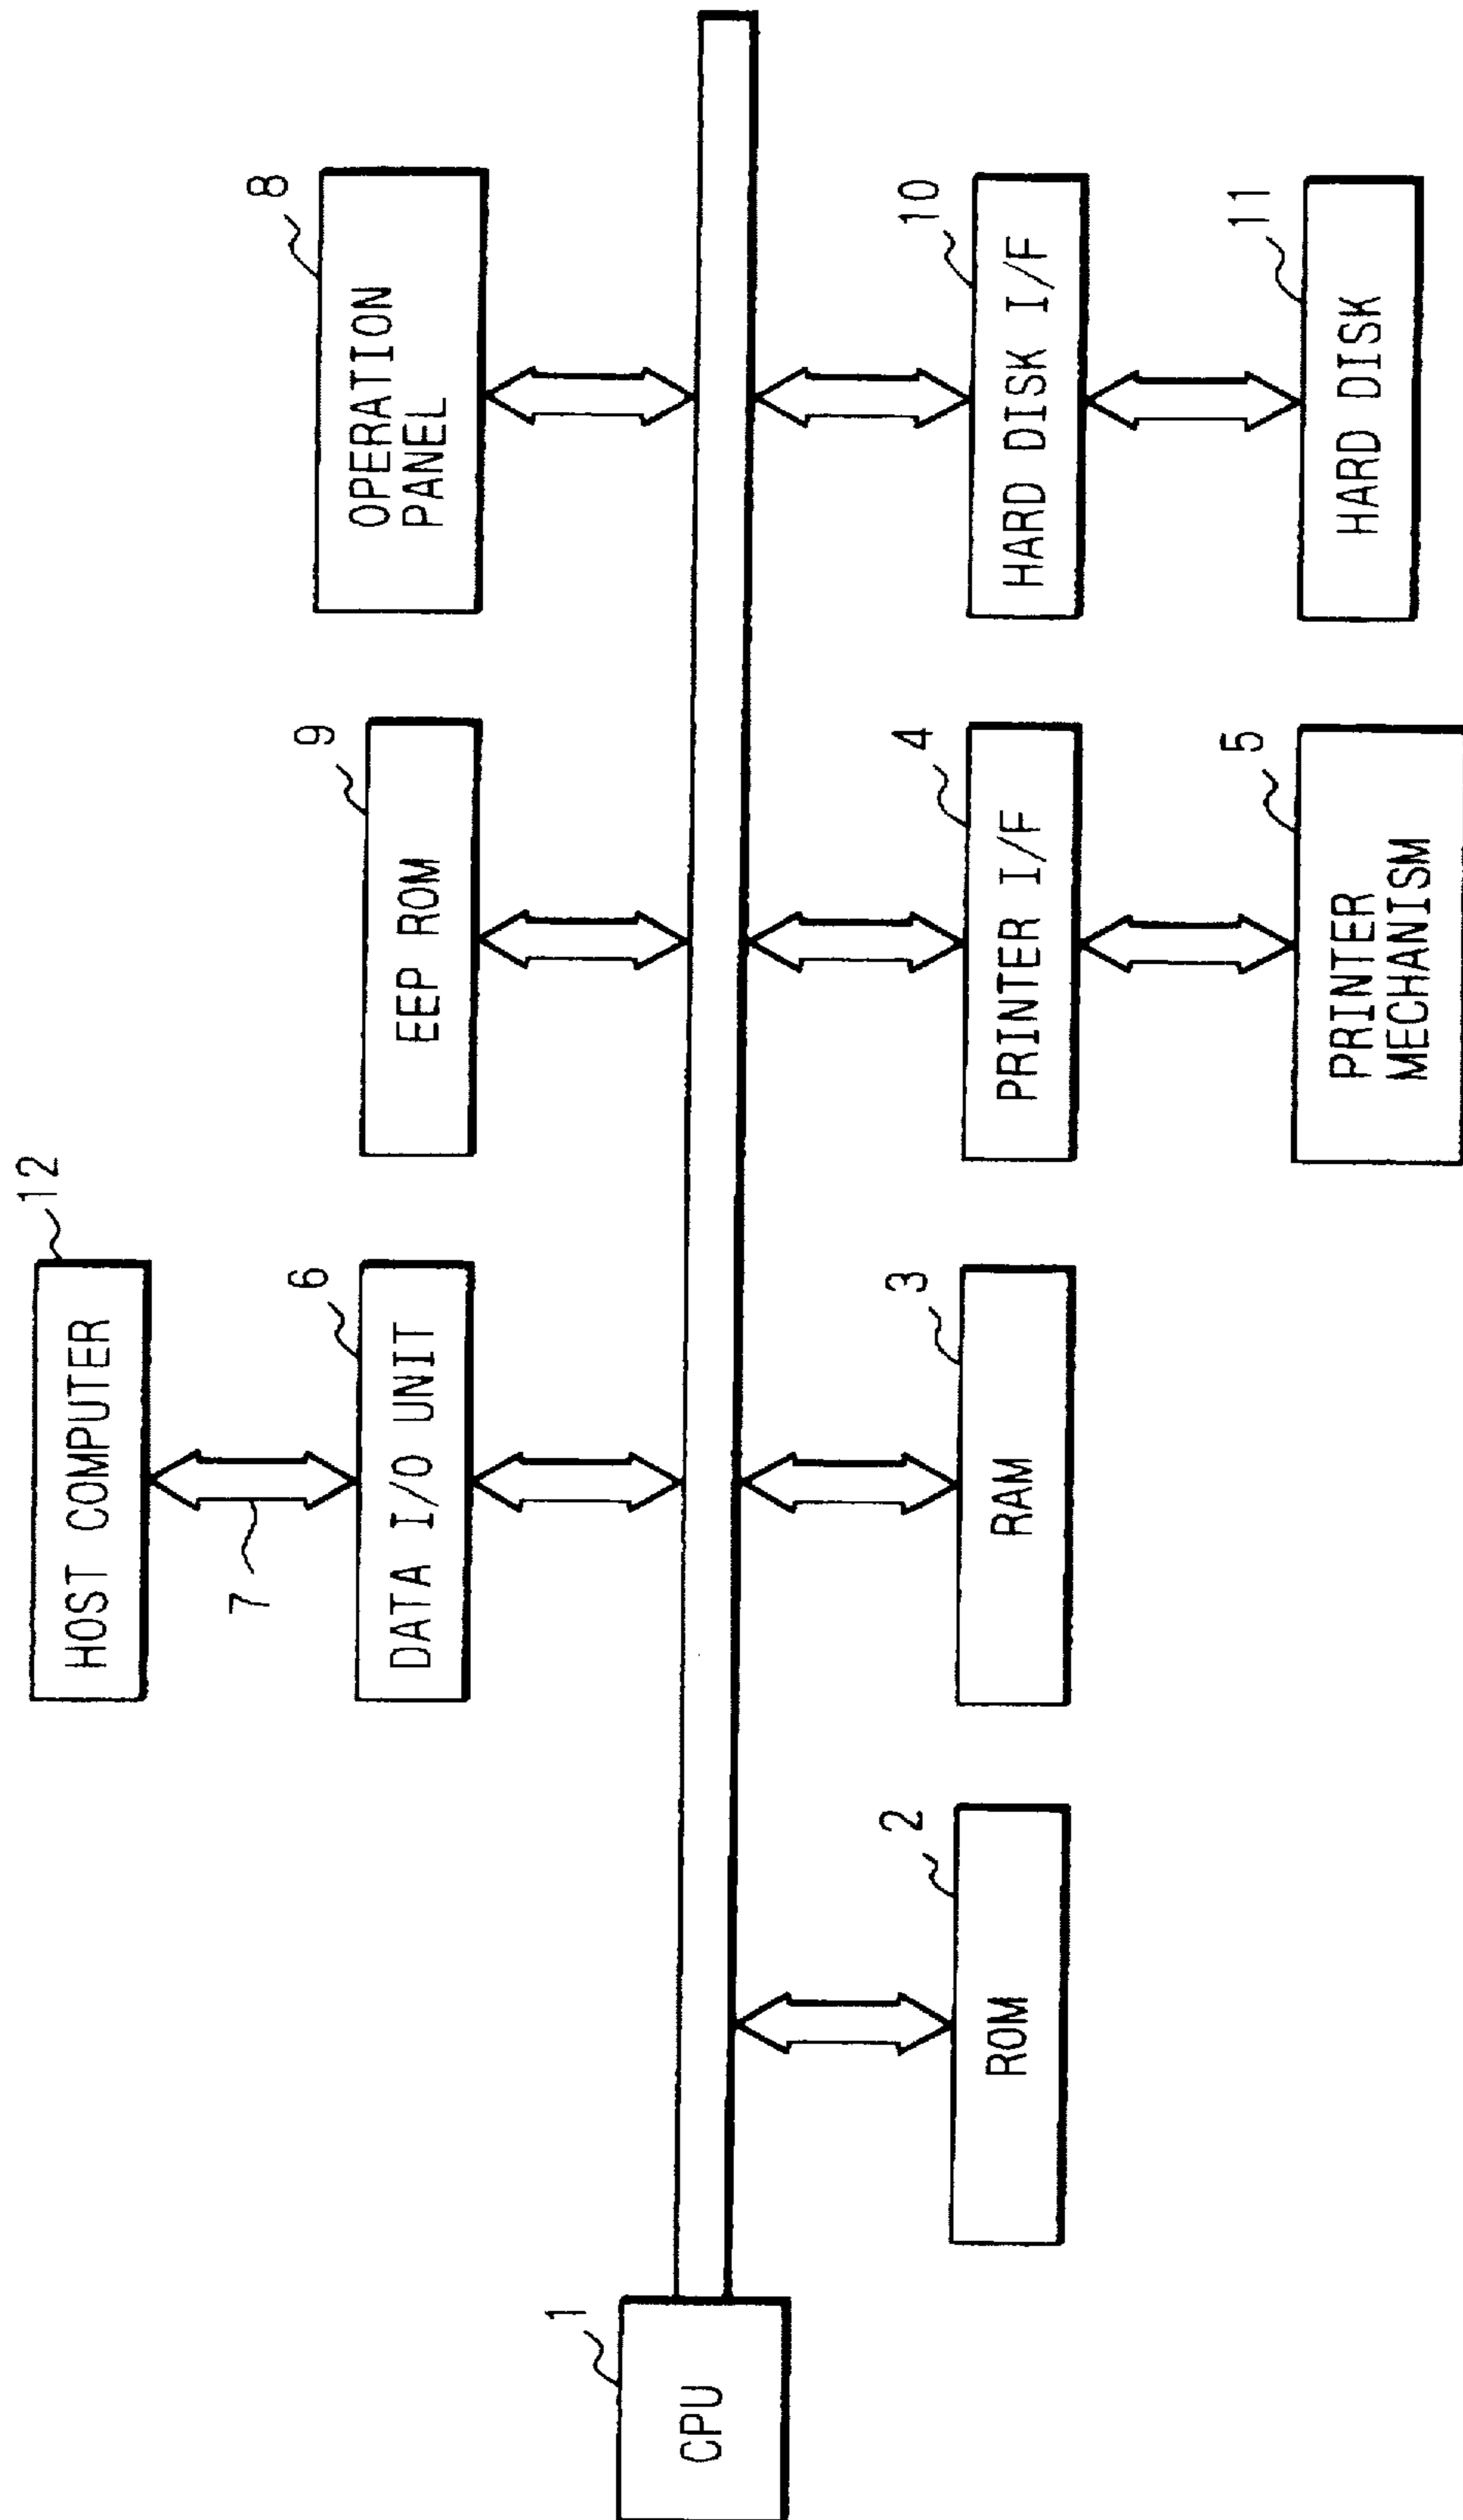 12
HOST COMPUTER
7
6
DATA I/O UNIT
9
EEP ROM
8
OPERATION
PANEL
1
CPU
2
ROM
3
RAM
4
PRINTER I/F
10
HARD DISK I/F
5
PRINTER
MECHANISM
11
HARD DISK